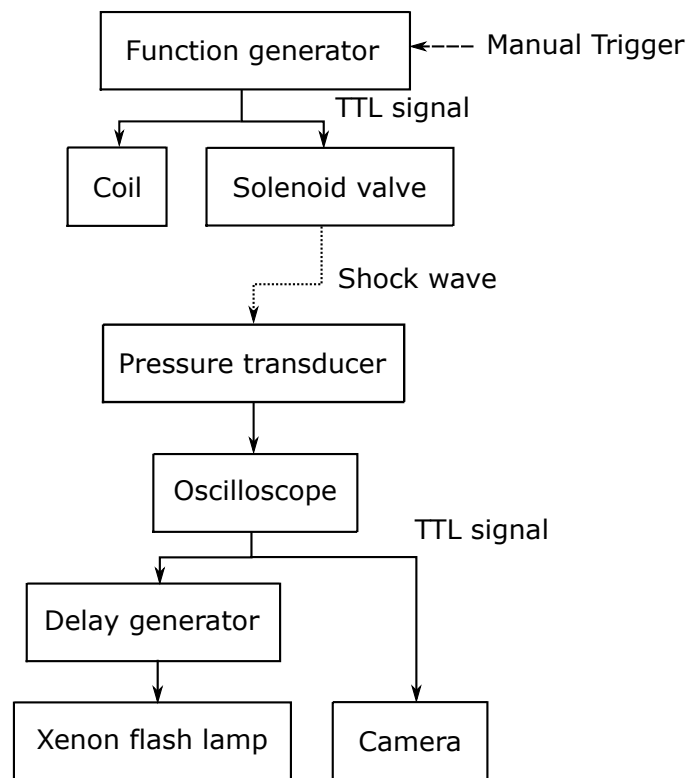 Function generator
Manual Trigger
TTL signal
Coil
Solenoid valve
Shock wave
Pressure transducer
Oscilloscope
TTL signal
Delay generator
Xenon flash lamp
Camera